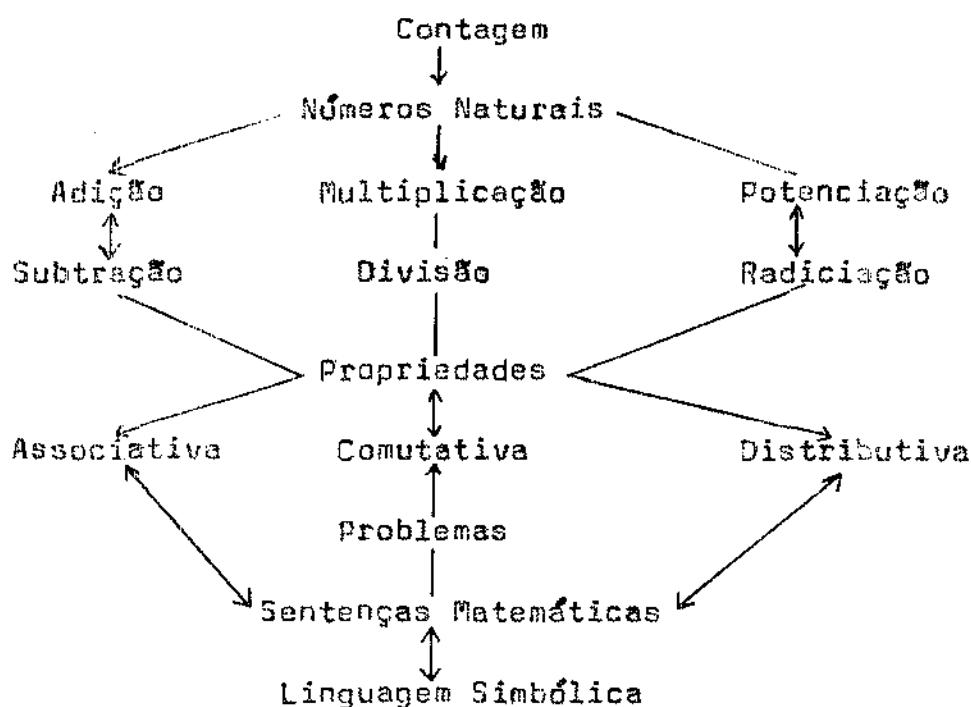 Contagem
Números Naturais
Adição Multiplicação Potenciação
Subtração Divisão Radiciação
Propriedades
Associativa Comutativa Distributiva
Problemas
Sentenças Matemáticas
Linguagem Simbólica